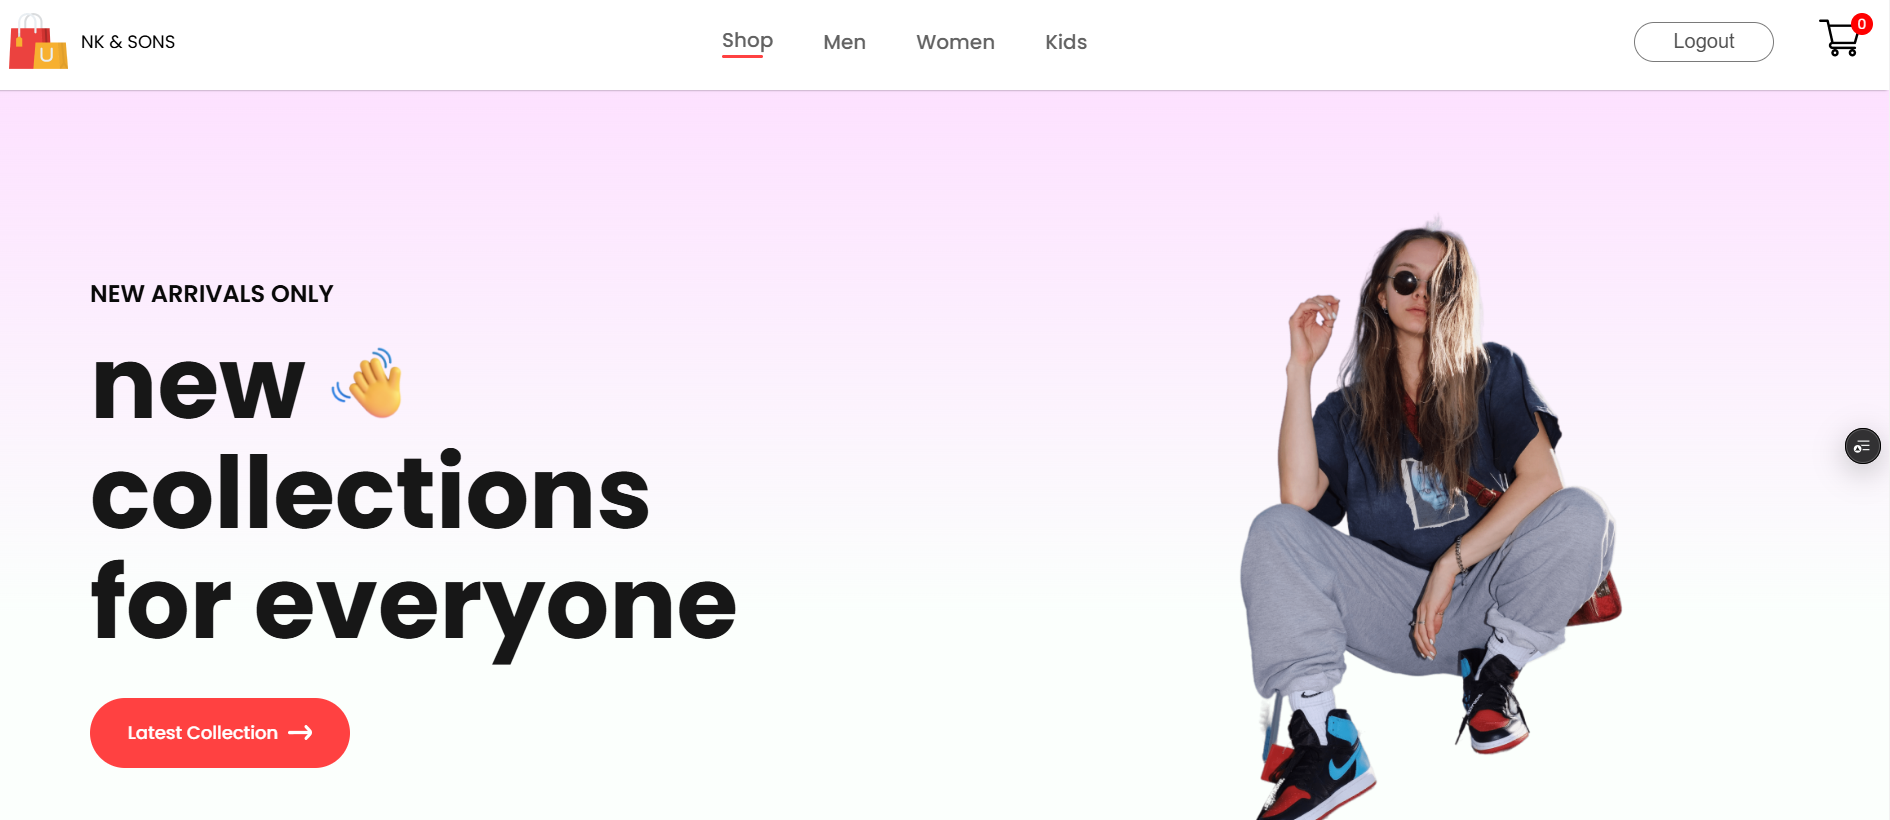 U
NK & SONS
Shop
Men
Women
Kids
Logout
0
NEW ARRIVALS ONLY
new 👋
collections
for everyone
Latest Collection →